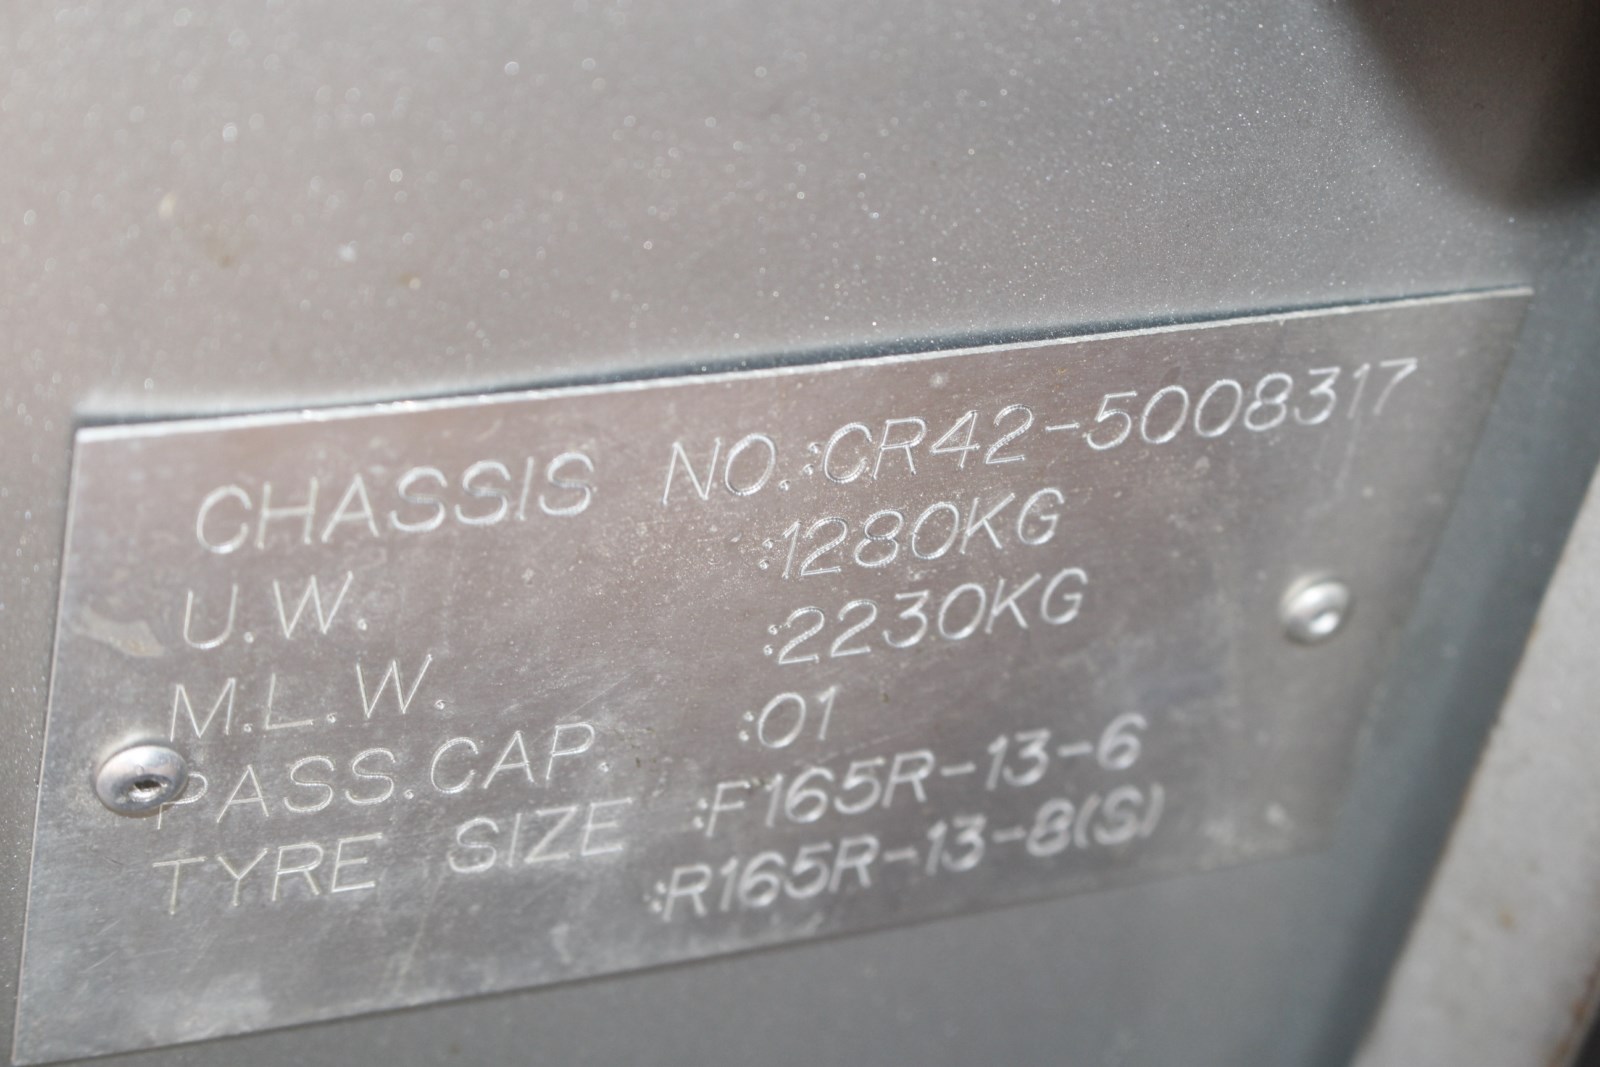 CHASSIS NO.:CR42-5008317
U.W. :1280KG
M.L.W. :2230KG
PASS.CAP. :01
TYRE SIZE :F165R-13-6
:R165R-13-8(S)